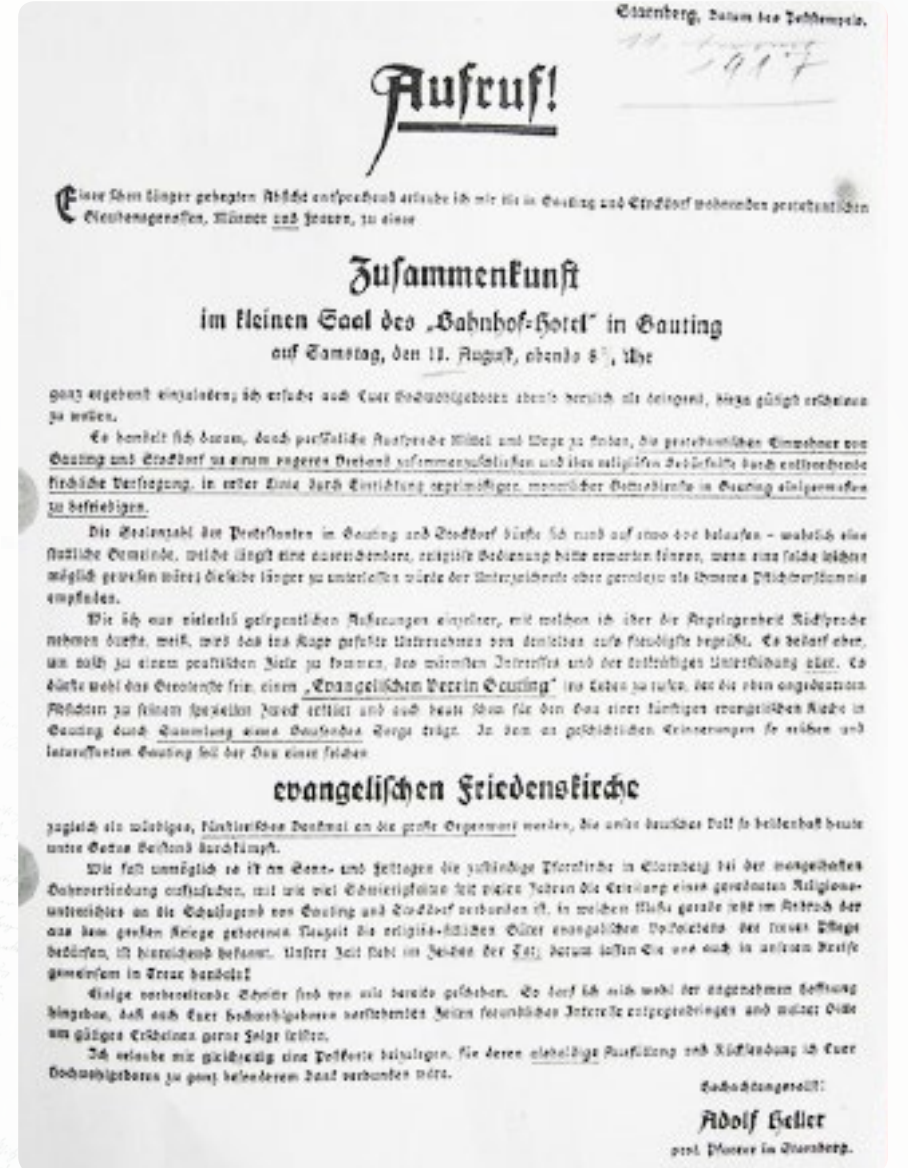 Starnberg, Datum des Poststempels.
11.
1917
Aufruf!
Einer schon länger gehegten Absicht entsprechend erlaube ich mir die in Gauting und Stockdorf wohnenden protestantischen
Glaubensgenossen, Männer und Frauen, zu einer
Zusammenkunft
im kleinen Saal des „Bahnhof-Hotel" in Gauting
auf Samstag, den 11. August, abends 8 Uhr
ganz ergebenst einzuladen; ich ersuche auch Euer Hochwohlgeboren ebenso herzlich als dringend, hiezu gütigst erscheinen
zu wollen.
Es handelt sich darum, durch persönliche Aussprache Mittel und Wege zu finden, die protestantischen Einwohner von
Gauting und Stockdorf zu einem engeren Verband zusammenzuschließen und ihre religiösen Bedürfnisse durch entsprechende
kirchliche Versorgung, in erster Linie durch Einrichtung regelmäßiger, monatlicher Gottesdienste in Gauting einigermaßen
zu befriedigen.
Die Seelenzahl der Protestanten in Gauting und Stockdorf dürfte sich rund auf etwa belaufen – wahrlich eine
stattliche Gemeinde, welche längst eine ausreichendere, religiöse Bedienung hätte erwarten können, wenn eine solche leichter
möglich gewesen wäre; dieselbe länger zu unterlassen würde der Unterzeichnete aber geradezu als schweres Pflichtversäumnis
empfinden.
Wie ich aus vielerlei gelegentlichen Äußerungen einzelner, mit welchen ich über die Angelegenheit Rücksprache
nehmen durfte, weiß, wird das ins Auge gefaßte Unternehmen von denselben aufs freudigste begrüßt. Es bedarf aber,
um rasch zu einem praktischen Ziele zu kommen, des wärmsten Interesses und der tatkräftigen Unterstützung aller. Es
dürfte wohl das Geratenste sein, einen „Evangelischen Verein Gauting" ins Leben zu rufen, der die oben angedeuteten
Absichten zu seinem speziellen Zweck erklärt und auch heute schon für den Bau einer künftigen evangelischen Kirche in
Gauting durch Sammlung eines Baufondes Sorge trägt. In dem an geschichtlichen Erinnerungen so reichen und
interessanten Gauting soll der Bau einer solchen
evangelischen Friedenskirche
zugleich ein würdiges, künstlerisches Denkmal an die große Gegenwart werden, die unser deutsches Volk so heldenhaft heute
unter Gottes Beistand durchkämpft.
Wie fast unmöglich es ist an Sonn- und Festtagen die zuständige Pfarrkirche in Starnberg bei der mangelhaften
Bahnverbindung aufzusuchen, mit wie viel Schwierigkeiten seit vielen Jahren die Erteilung eines geordneten Religions-
unterrichtes an die Schuljugend von Gauting und Stockdorf verbunden ist, in welchem Maße gerade jetzt im Anbruch der
aus dem großen Kriege geborenen Neuzeit die religiös-sittlichen Güter evangelischen Volkslebens der treuen Pflege
bedürfen, ist hinreichend bekannt. Unsere Zeit steht im Zeichen der Tat; darum lassen Sie uns auch in unserem Kreise
gemeinsam in Treue handeln!
Einige vorbereitende Schritte sind von mir bereits geschehen. So darf ich mich wohl der angenehmen Hoffnung
hingeben, daß auch Euer Hochwohlgeboren vorstehenden Zeilen freundliches Interesse entgegenbringen und meiner Bitte
um gütiges Erscheinen gerne Folge leisten.
Ich erlaube mir gleichzeitig eine Postkarte beizulegen, für deren alsbaldige Ausfüllung und Rücksendung ich Euer
Hochwohlgeboren zu ganz besonderem Dank verbunden wäre.
Hochachtungsvollst!
Adolf Heller
prot. Pfarrer in Starnberg.